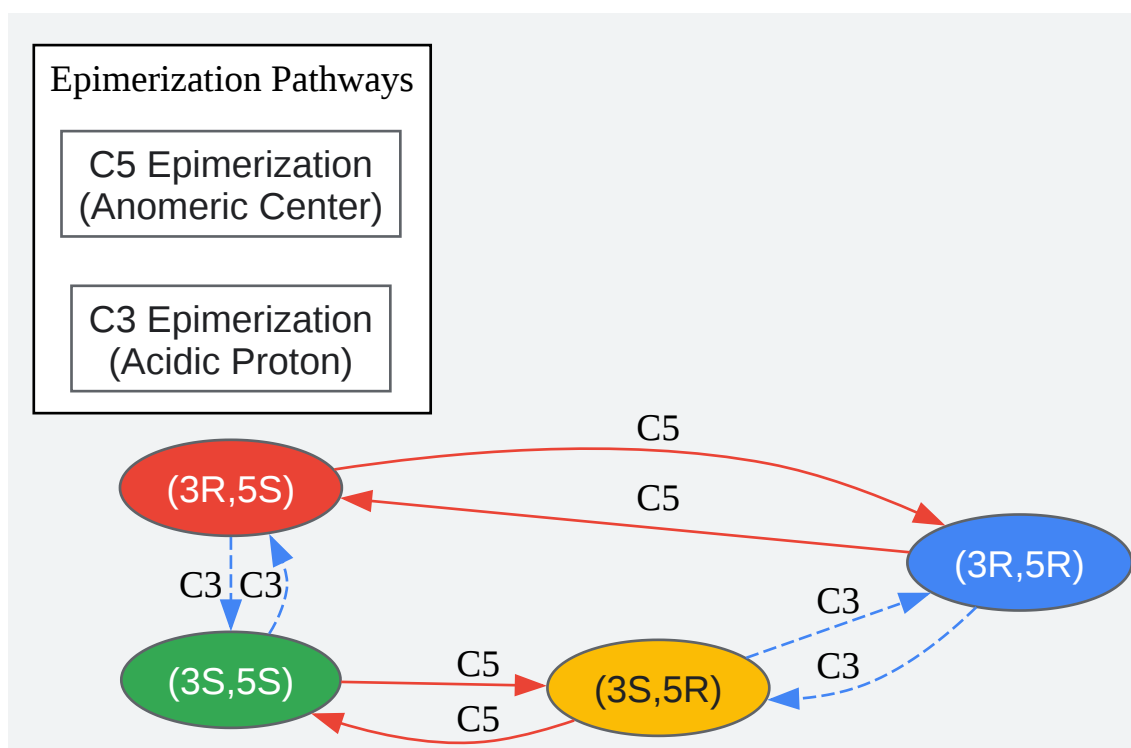 Epimerization Pathways
C5 Epimerization
(Anomeric Center)
C3 Epimerization
(Acidic Proton)
C5
(3R,5S)
C5
(3R,5R)
C3 C3
C3
C5
C3
(3S,5S)
(3S,5R)
C5